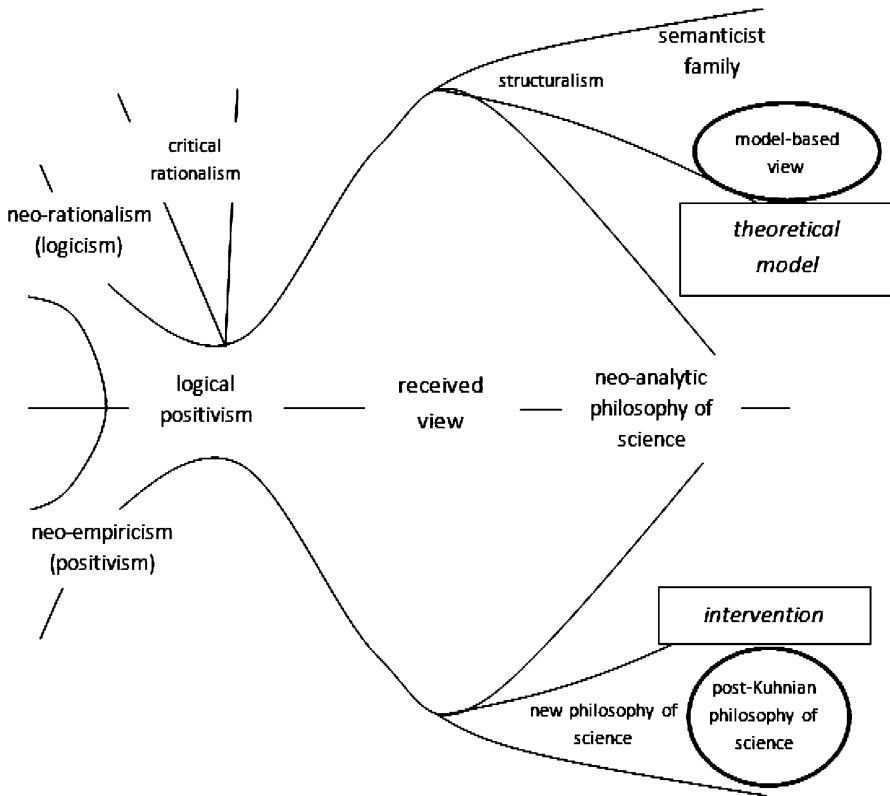 semanticist
family
structuralism
model-based
view
critical
rationalism
neo-rationalism
(logicism)
theoretical
model
logical
positivism
received
view
neo-analytic
philosophy of
science
neo-empiricism
(positivism)
intervention
new philosophy of
science
post-Kuhnian
philosophy of
science